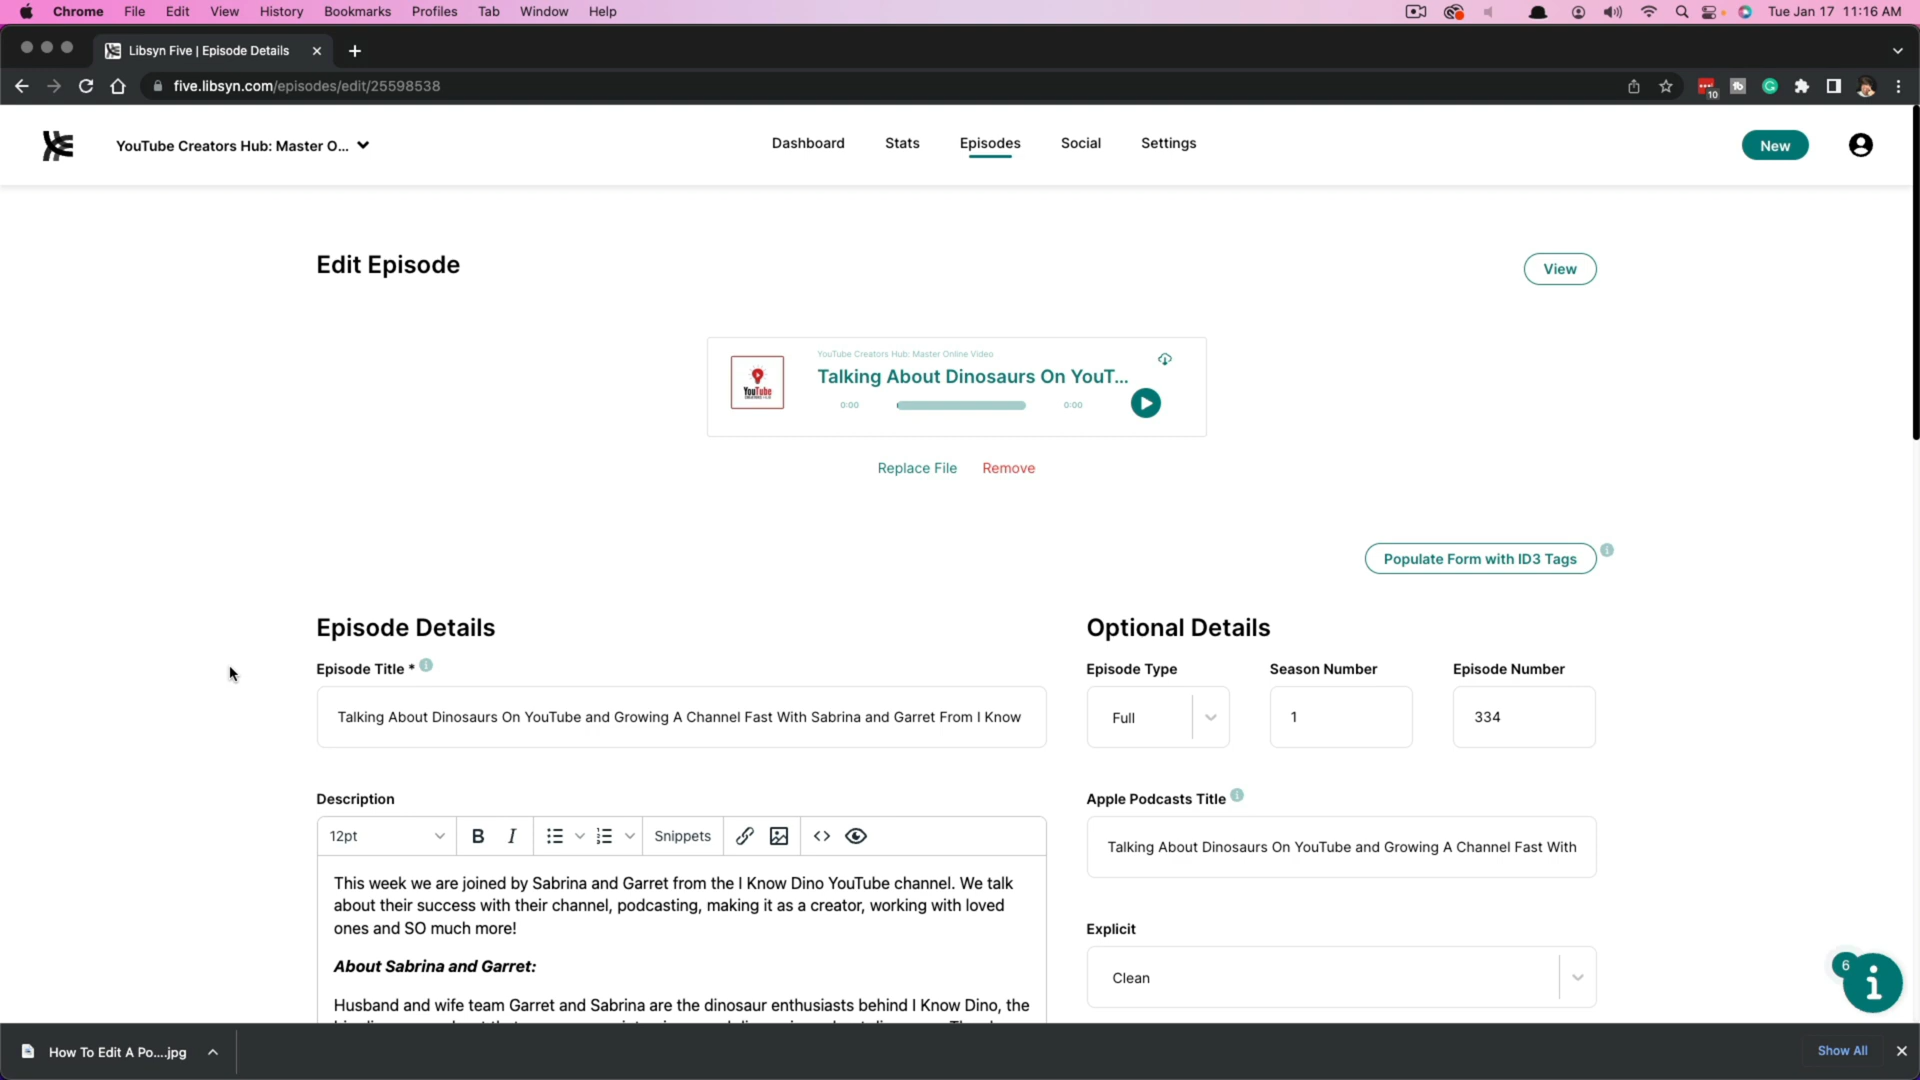 Chrome File Edit View History Bookmarks Profiles Tab Window Help Tue Jan 17 11:16 AM
Libsyn Five | Episode Details
five.libsyn.com/episodes/edit/25598538
10
YouTube Creators Hub: Master O...
Dashboard Stats Episodes Social Settings
New
Edit Episode
View
YouTube Creators Hub: Master Online Video
Talking About Dinosaurs On YouT...
YouTube
0:00 0:00
Replace File Remove
Populate Form with ID3 Tags
Episode Details
Episode Title *
Talking About Dinosaurs On YouTube and Growing A Channel Fast With Sabrina and Garret From I Know
Optional Details
Episode Type Season Number Episode Number
Full 1 334
Description
12pt B I Snippets
This week we are joined by Sabrina and Garret from the I Know Dino YouTube channel. We talk
about their success with their channel, podcasting, making it as a creator, working with loved
ones and SO much more!
About Sabrina and Garret:
Husband and wife team Garret and Sabrina are the dinosaur enthusiasts behind I Know Dino, the
Apple Podcasts Title
Talking About Dinosaurs On YouTube and Growing A Channel Fast With
Explicit
Clean
6
How To Edit A Po....jpg
Show All